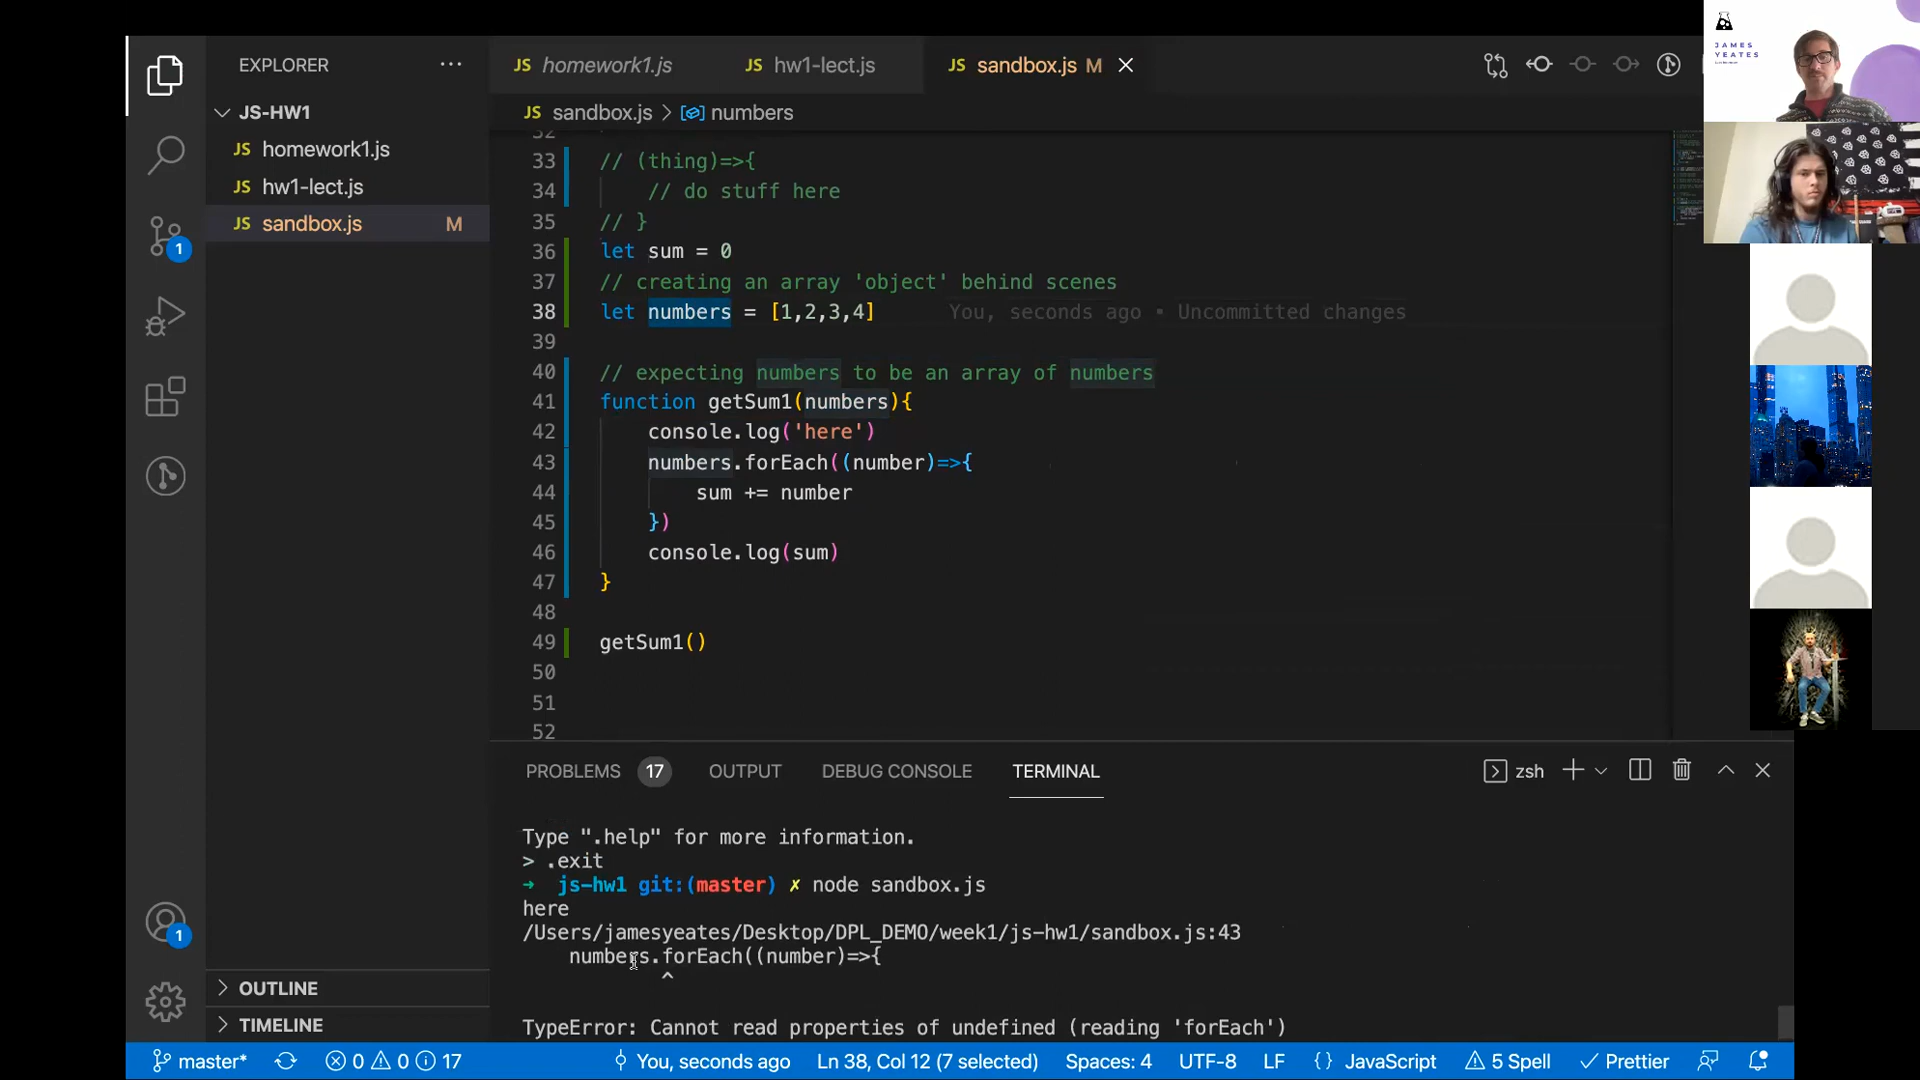 EXPLORER
JS-HW1
homework1.js
hw1-lect.js
sandbox.js M
OUTLINE
TIMELINE
homework1.js
hw1-lect.js
sandbox.js M
sandbox.js > numbers
32
33 // (thing)=>{
34 // do stuff here
35 // }
36 let sum = 0
37 // creating an array 'object' behind scenes
38 let numbers = [1,2,3,4] You, seconds ago • Uncommitted changes
39
40 // expecting numbers to be an array of numbers
41 function getSum1(numbers){
42 console.log('here')
43 numbers.forEach((number)=>{
44 sum += number
45 })
46 console.log(sum)
47 }
48
49 getSum1()
50
51
52
PROBLEMS 17 OUTPUT DEBUG CONSOLE TERMINAL zsh
Type ".help" for more information.
> .exit
➜ js-hw1 git:(master) ✗ node sandbox.js
here
/Users/jamesyeates/Desktop/DPL_DEMO/week1/js-hw1/sandbox.js:43
numbers.forEach((number)=>{
^
TypeError: Cannot read properties of undefined (reading 'forEach')
master* 0 0 17 You, seconds ago Ln 38, Col 12 (7 selected) Spaces: 4 UTF-8 LF {} JavaScript 5 Spell Prettier
1
1
JAMES
YEATES